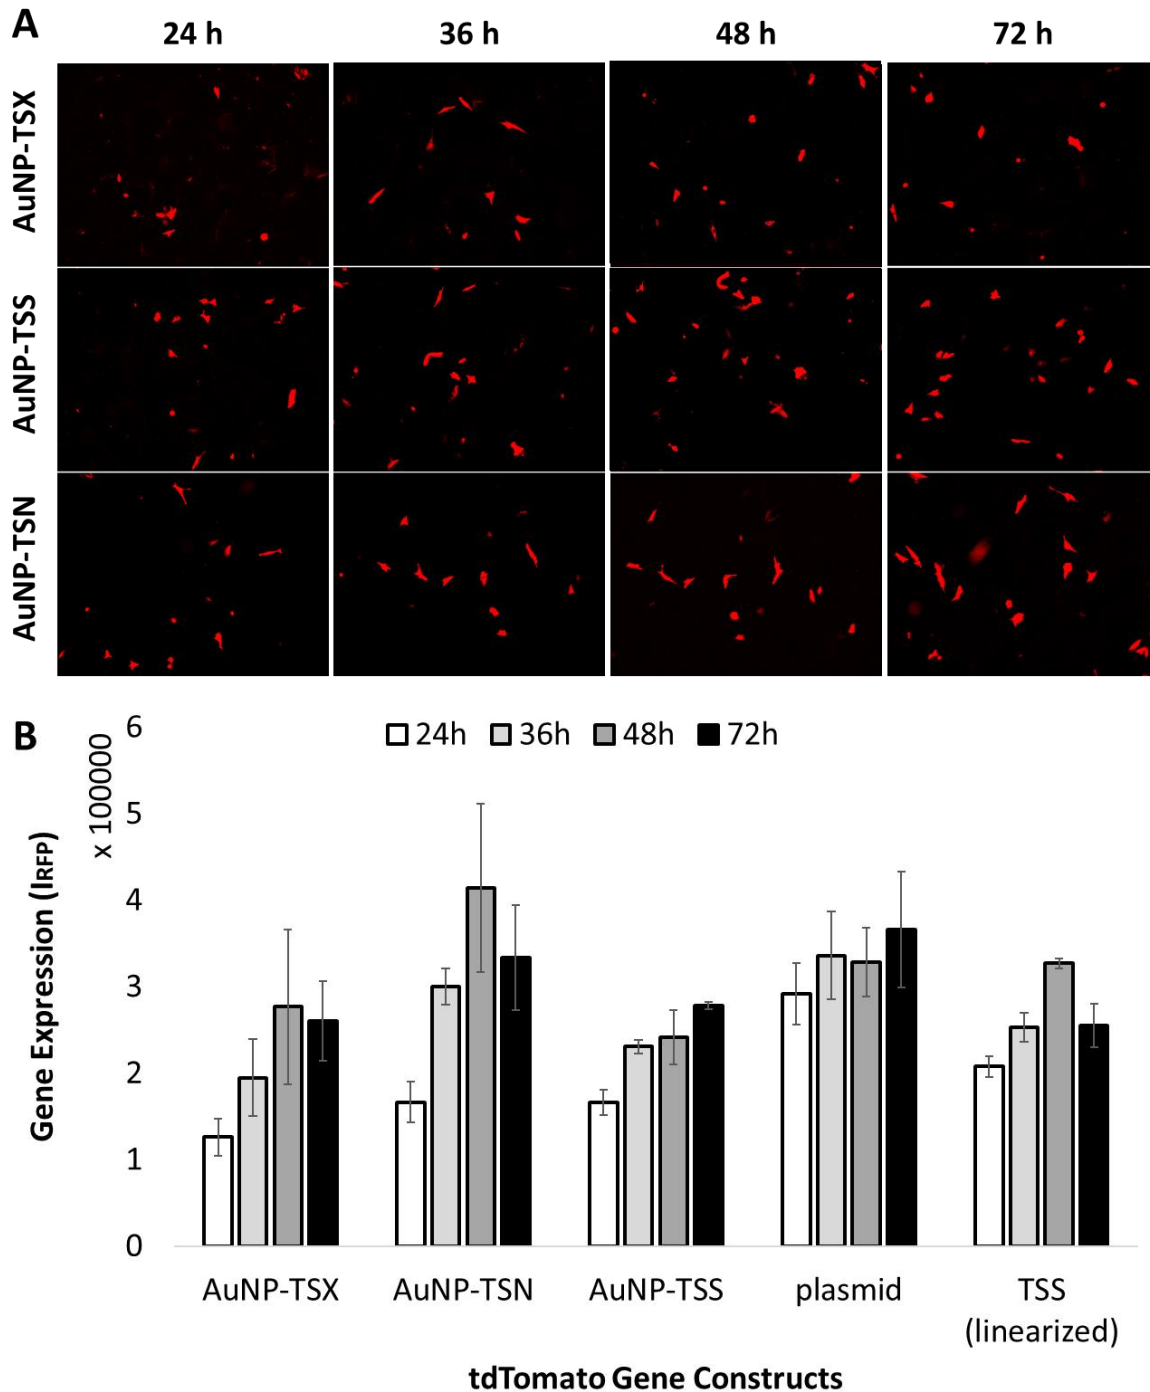 A
24 h 36 h 48 h 72 h
AuNP-TSX
AuNP-TSS
AuNP-TSN
B
24h 36h 48h 72h
x 100000
Gene Expression (IRFP)
6
5
4
3
2
1
0
AuNP-TSX AuNP-TSN AuNP-TSS plasmid TSS
(linearized)
tdTomato Gene Constructs